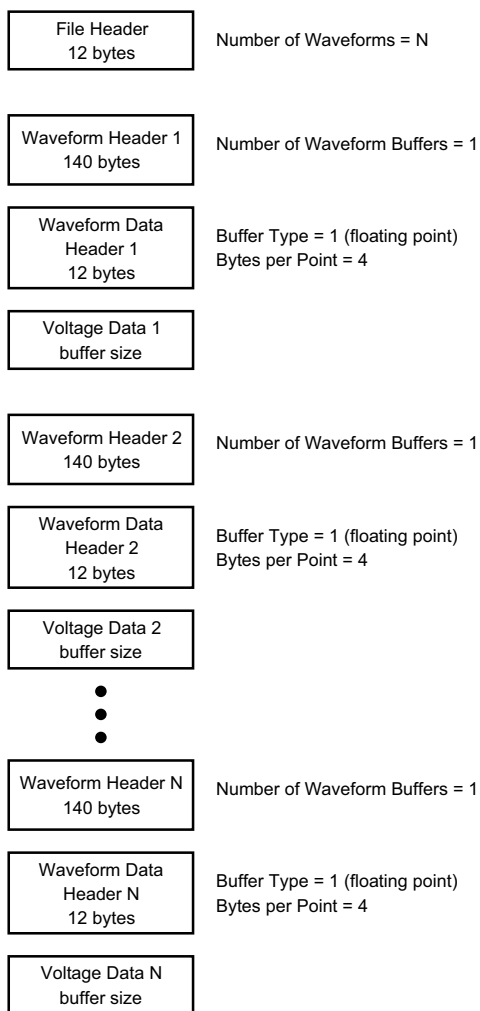 File Header
12 bytes
Number of Waveforms = N
Waveform Header 1
140 bytes
Number of Waveform Buffers = 1
Waveform Data
Header 1
12 bytes
Buffer Type = 1 (floating point)
Bytes per Point = 4
Voltage Data 1
buffer size
Waveform Header 2
140 bytes
Number of Waveform Buffers = 1
Waveform Data
Header 2
12 bytes
Buffer Type = 1 (floating point)
Bytes per Point = 4
Voltage Data 2
buffer size
Waveform Header N
140 bytes
Number of Waveform Buffers = 1
Waveform Data
Header N
12 bytes
Buffer Type = 1 (floating point)
Bytes per Point = 4
Voltage Data N
buffer size